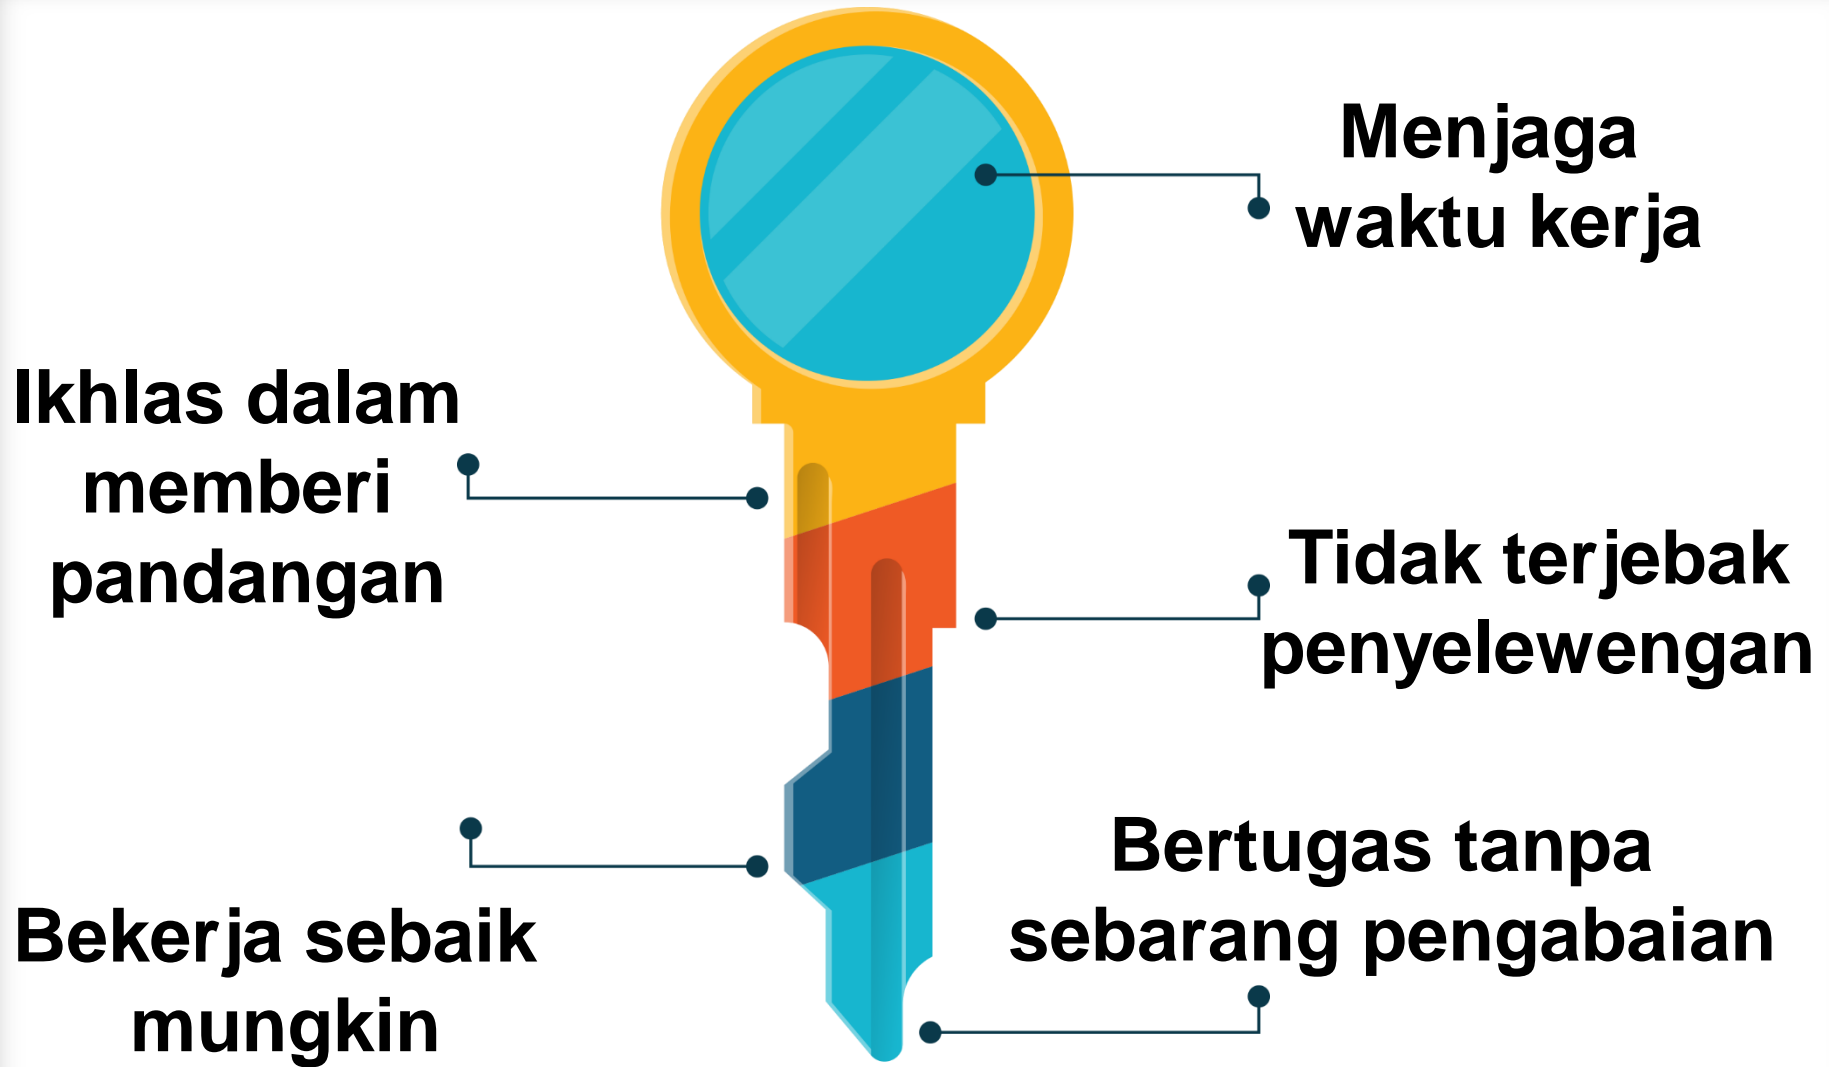 Menjaga
waktu kerja
Ikhlas dalam
memberi
pandangan
Tidak terjebak
penyelewengan
Bertugas tanpa
sebarang pengabaian
Bekerja sebaik
mungkin